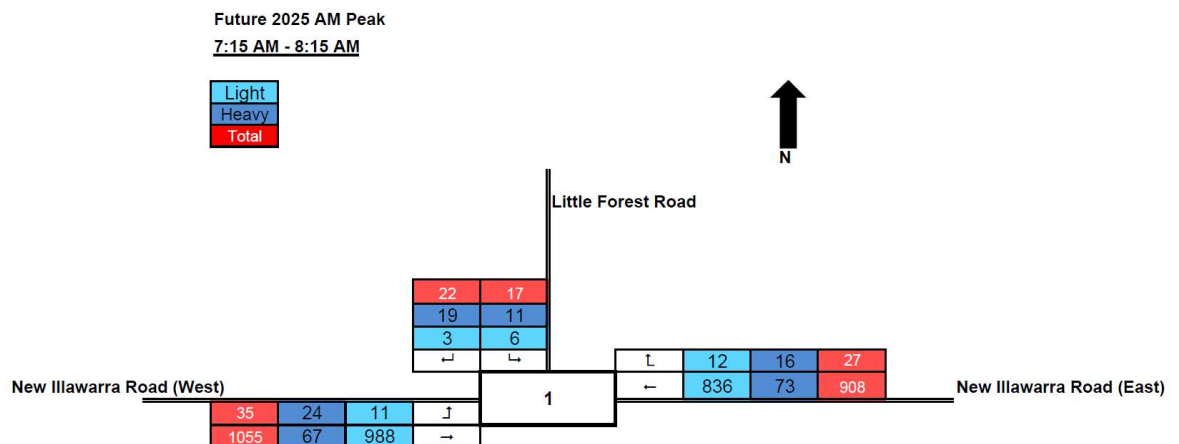 Future 2025 AM Peak
7:15 AM - 8:15 AM
Light
Heavy
Total
N
Little Forest Road
22 17
19 11
3 6
↵ ↳
New Illawarra Road (West)
1
↑ 12 16 27
← 836 73 908
New Illawarra Road (East)
35 24 11 ↑
1055 67 988 →